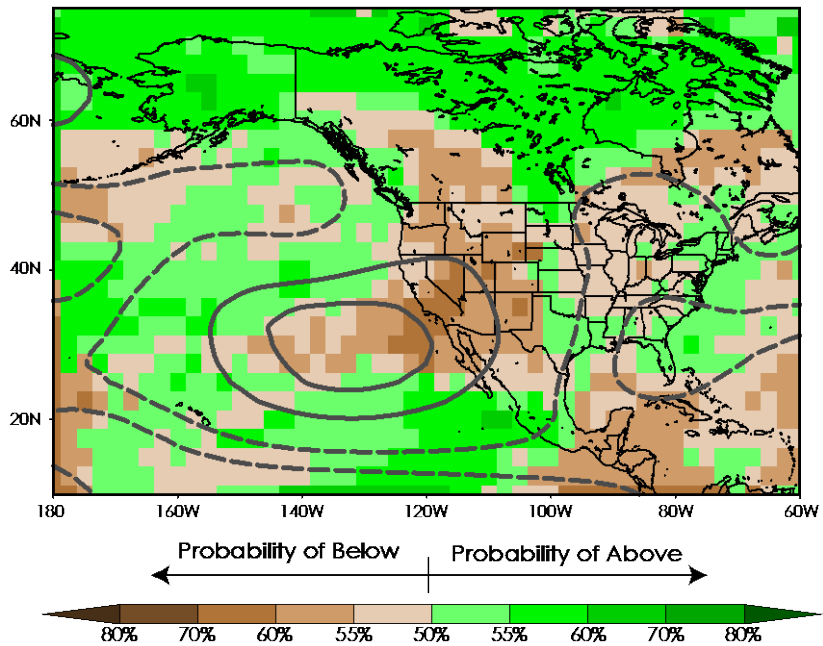 60N
40N
20N
180 160W 140W 120W 100W 80W 60W
Probability of Below Probability of Above
80% 70% 60% 55% 50% 55% 60% 70% 80%